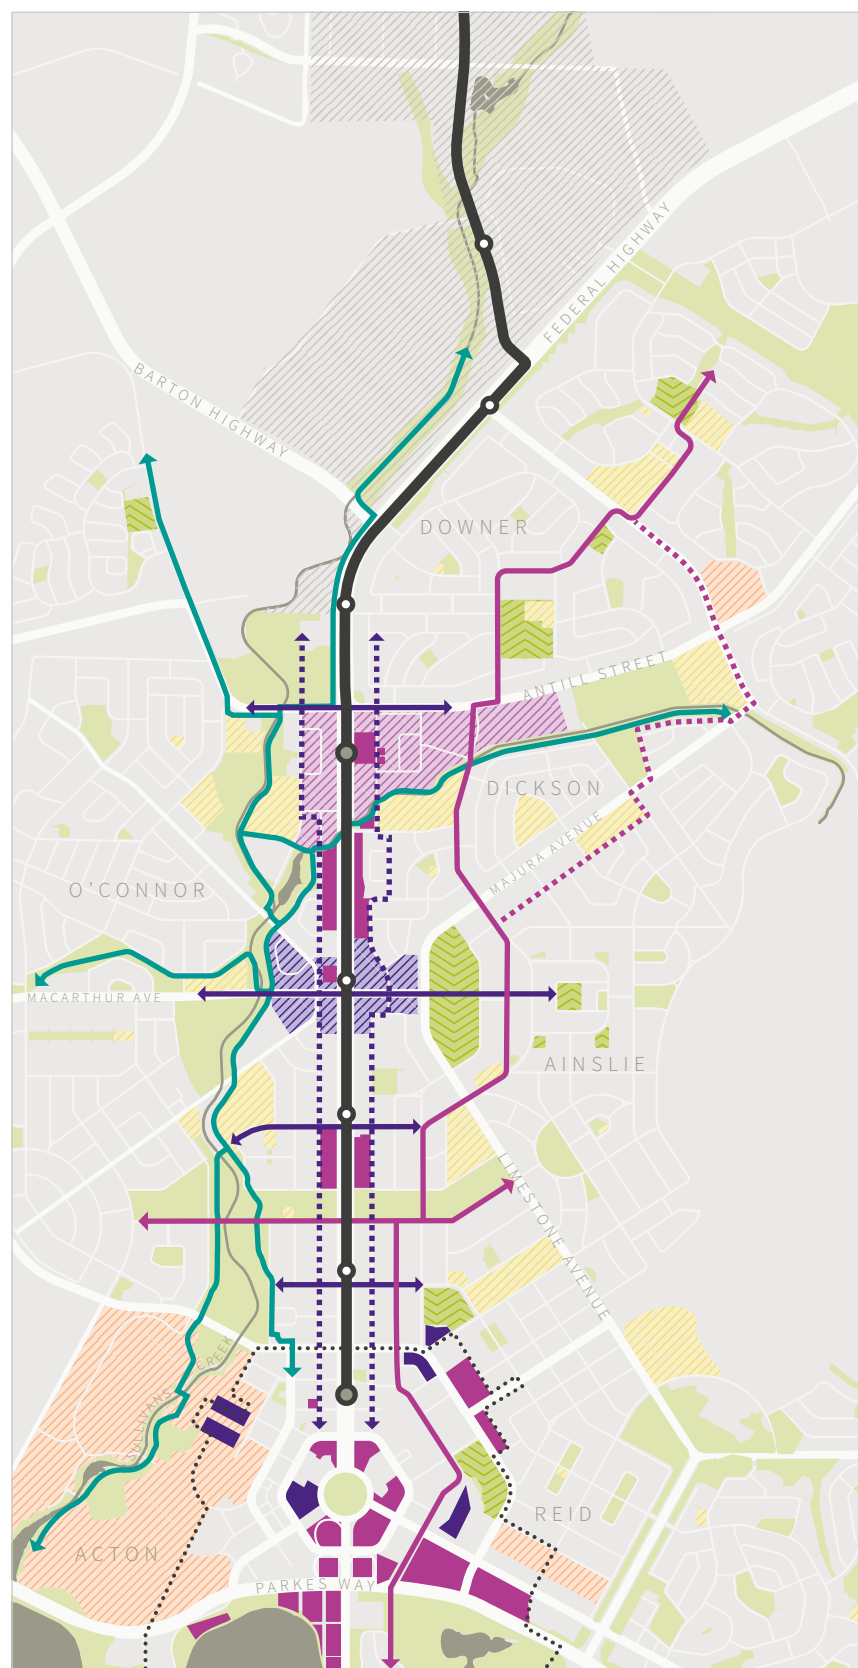 FEDERAL HIGHWAY
BARTON HIGHWAY
DOWNER
ANTILL STREET
DICKSON
MAJURA AVENUE
O'CONNOR
MACARTHUR AVE
AINSLIE
LIMESTONE AVENUE
SULLIVANS CREEK
REID
ACTON
PARKES WAY